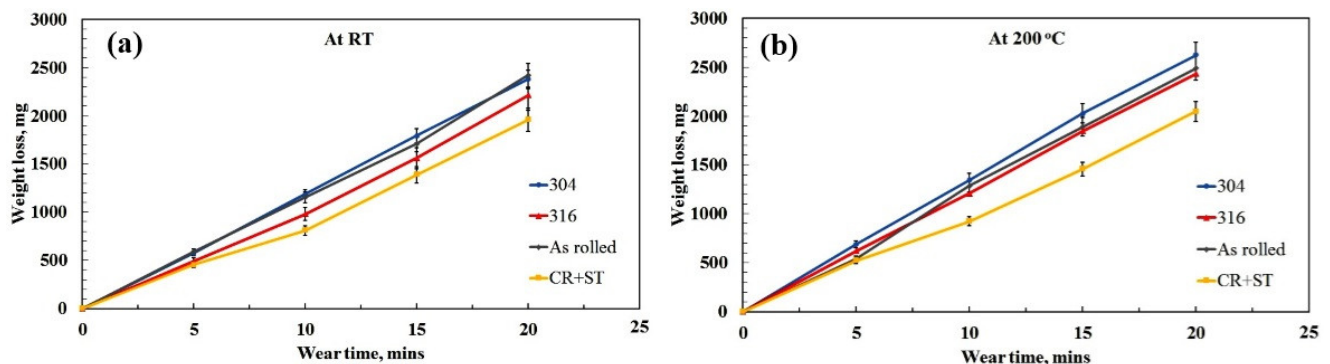 (a)
At RT
Weight loss, mg
3000
2500
2000
1500
1000
500
0
0 5 10 15 20 25
Wear time, mins
304
316
As rolled
CR+ST
(b)
At 200 °C
Weight loss, mg
3000
2500
2000
1500
1000
500
0
0 5 10 15 20 25
Wear time, mins
304
316
As rolled
CR+ST